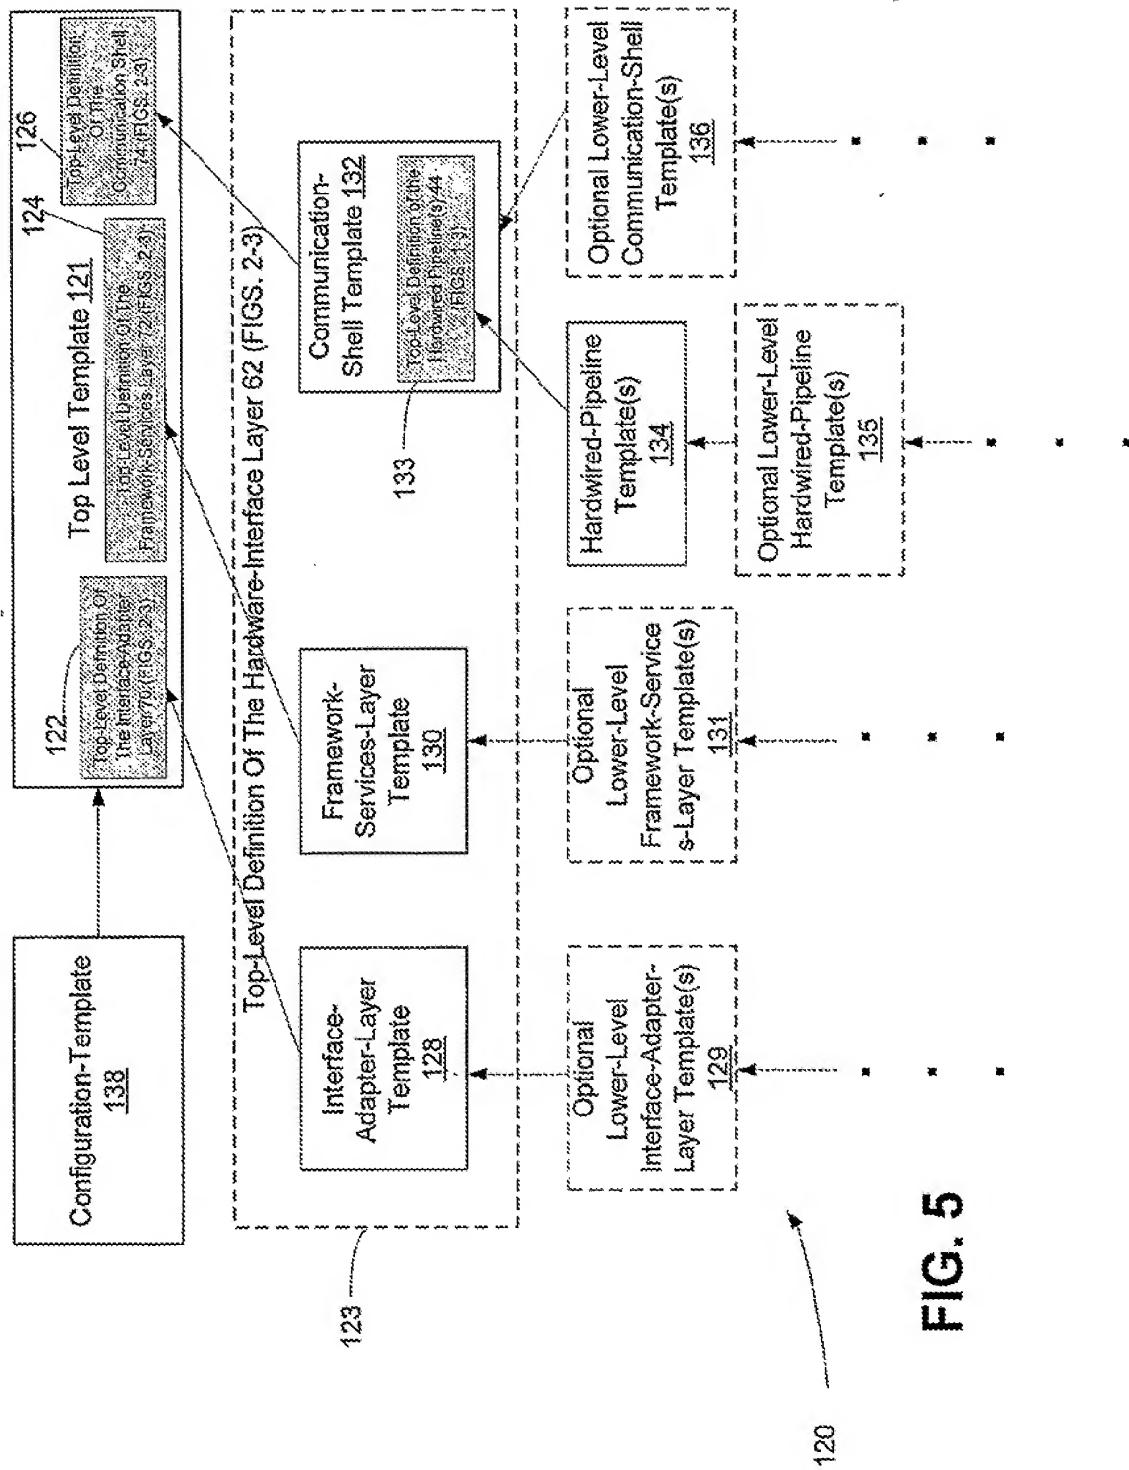 Configuration-Template
138
Top Level Template 121
122
Top-Level Definition Of
The Interface-Adapter
Layer 70 (FIGS. 2-3)
124
Top-Level Definition Of The
Framework-Services-Layer 72 (FIGS. 2-3)
126
Top-Level Definition
Of The
Communication Shell
74 (FIGS. 2-3)
123
Top-Level Definition Of The Hardware-Interface Layer 62 (FIGS. 2-3)
Interface-
Adapter-Layer
Template
128
Framework-
Services-Layer
Template
130
Communication-
Shell Template 132
133
Top-Level Definition of the
Hardwired-Pipeline(s) 44
Optional
Lower-Level
Interface-Adapter-
Layer Template(s)
129
Optional
Lower-Level
Framework-Service
s-Layer Template(s)
131
Hardwired-Pipeline
Template(s)
134
Optional Lower-Level
Communication-Shell
Template(s)
136
Optional Lower-Level
Hardwired-Pipeline
Template(s)
135
120
FIG. 5